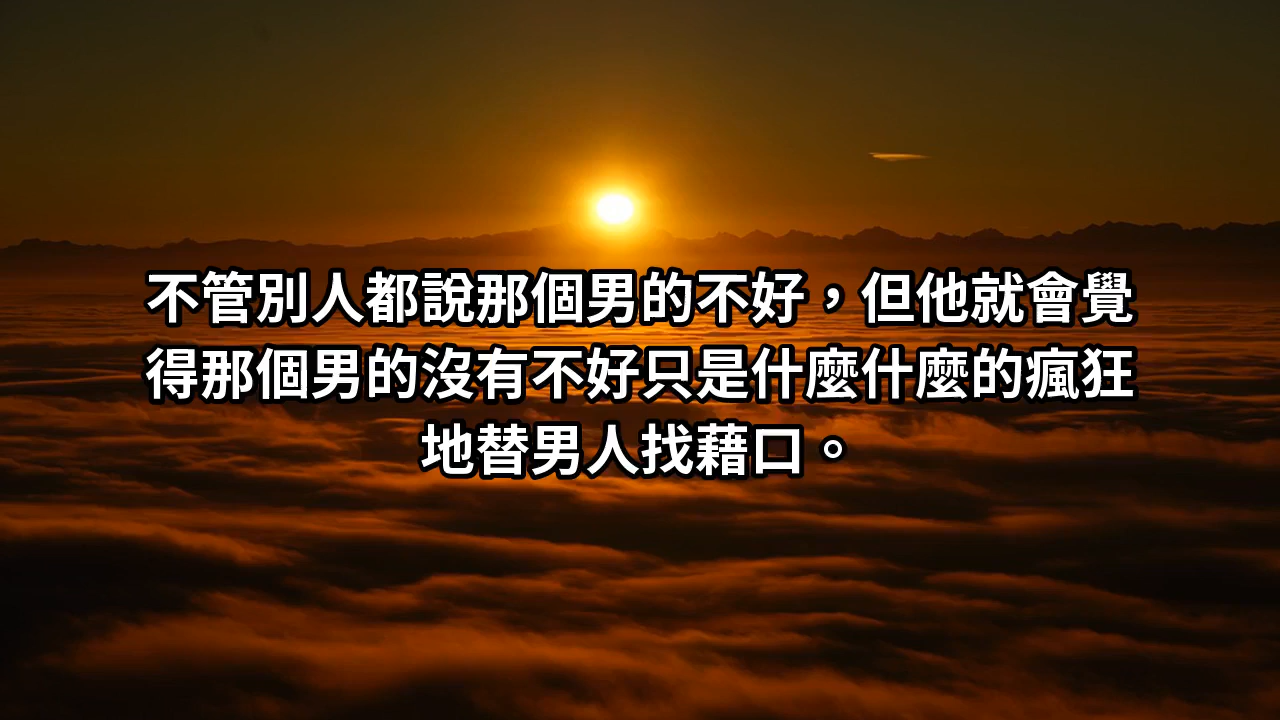 不管別人都說那個男的不好，但他就會覺
得那個男的沒有不好只是什麼什麼的瘋狂
地替男人找藉口。